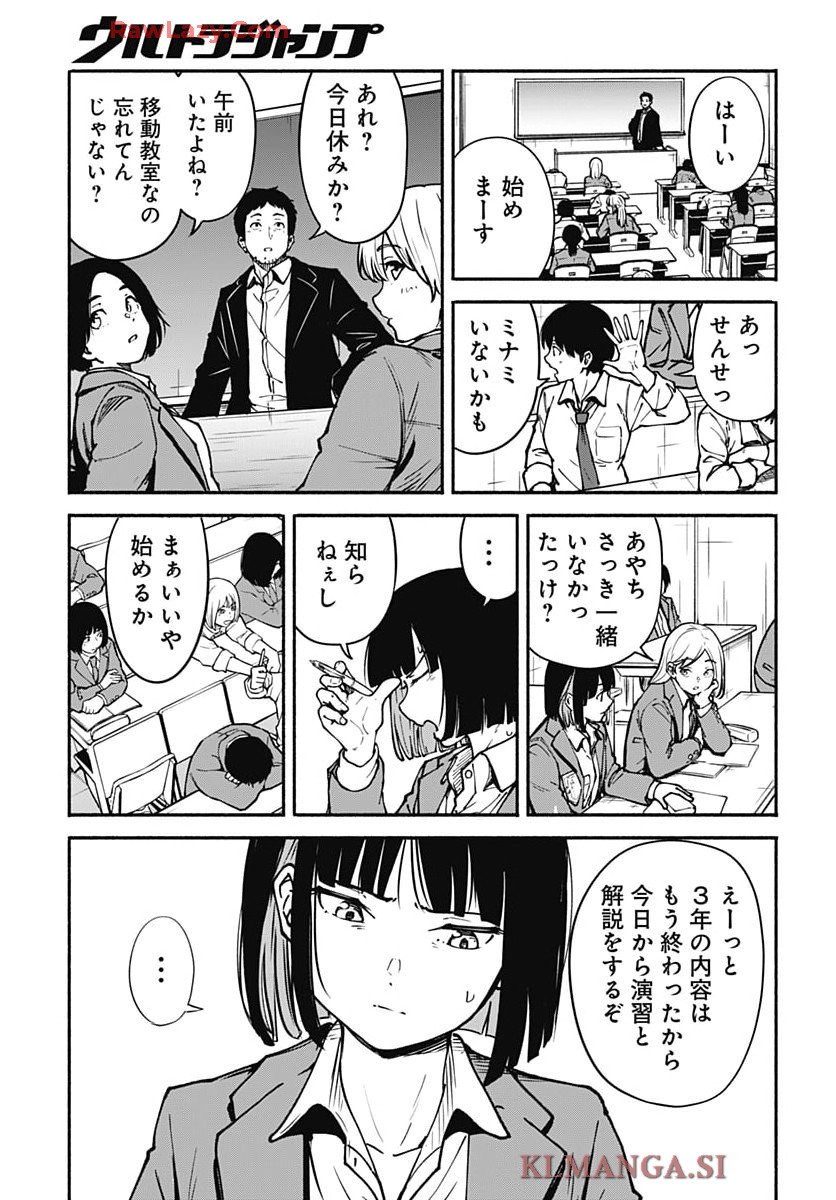 RawLazy.Com
ウルトラジャンプ
はーい
始め
まーす
あれ?
今日休みか?
午前
いたよね?
移動教室なの
忘れてん
じゃない?
あっ
せんせっ
ミナミ
いないかも
あやち
さっき一緒
いなかっ
たっけ?
…
知ら
ねぇし
まぁいいや
始めるか
えーっと
3年の内容は
もう終わったから
今日から演習と
解説をするぞ
…
KLMANGA.SI